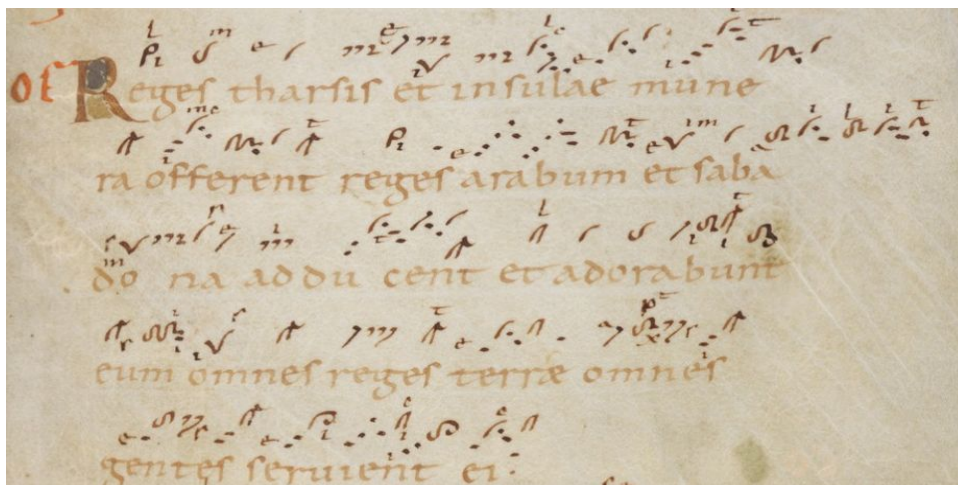 OF Reges tharsis et insulae mune
ra offerent reges arabum et saba
do na addu cent et adorabunt
eum omnes reges terræ omnes
gentes seruient ei.